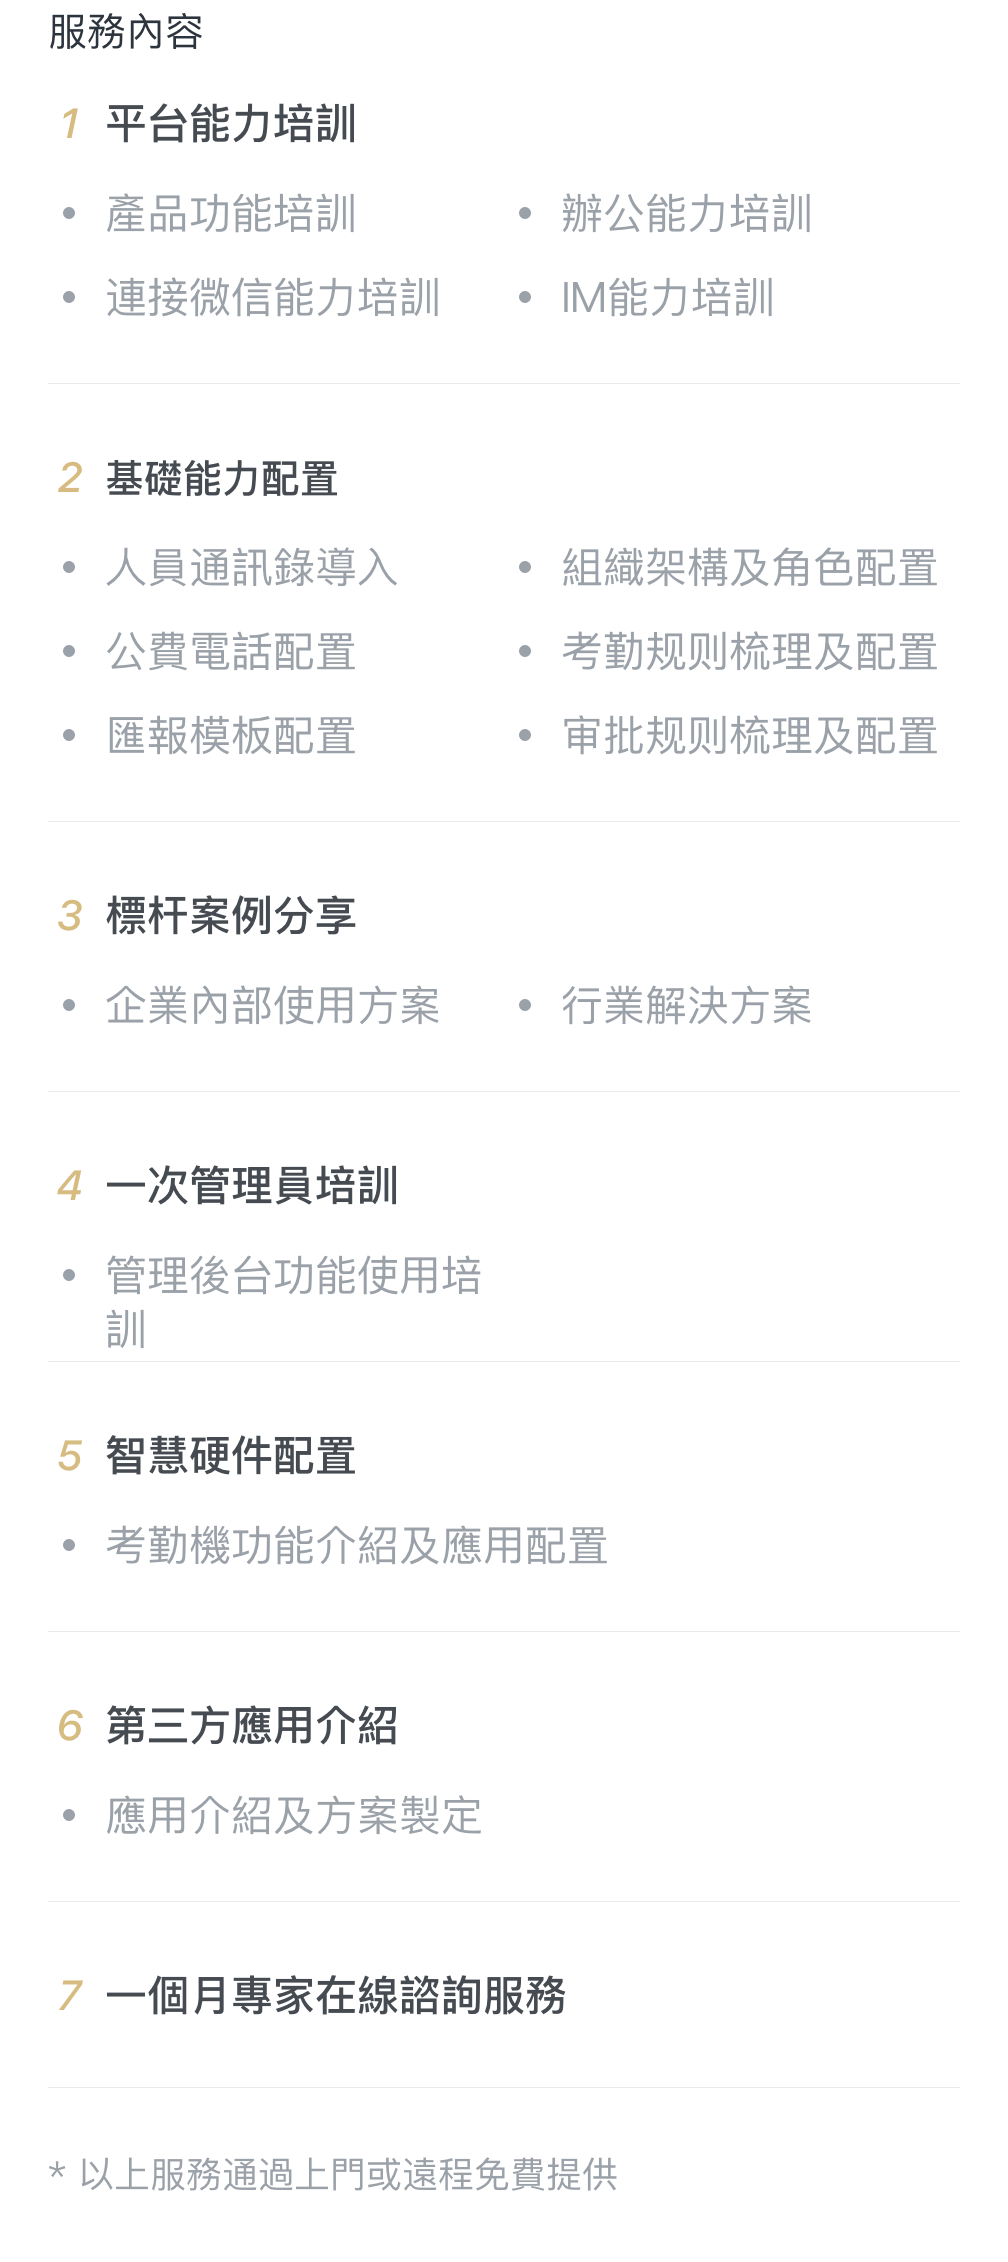 服務內容
1 平台能力培訓
• 產品功能培訓 • 辦公能力培訓
• 連接微信能力培訓 • IM能力培訓
2 基礎能力配置
• 人員通訊錄導入 • 組織架構及角色配置
• 公費電話配置 • 考勤规则梳理及配置
• 匯報模板配置 • 审批规则梳理及配置
3 標杆案例分享
• 企業內部使用方案 • 行業解決方案
4 一次管理員培訓
• 管理後台功能使用培
訓
5 智慧硬件配置
• 考勤機功能介紹及應用配置
6 第三方應用介紹
• 應用介紹及方案製定
7 一個月專家在線諮詢服務
* 以上服務通過上門或遠程免費提供